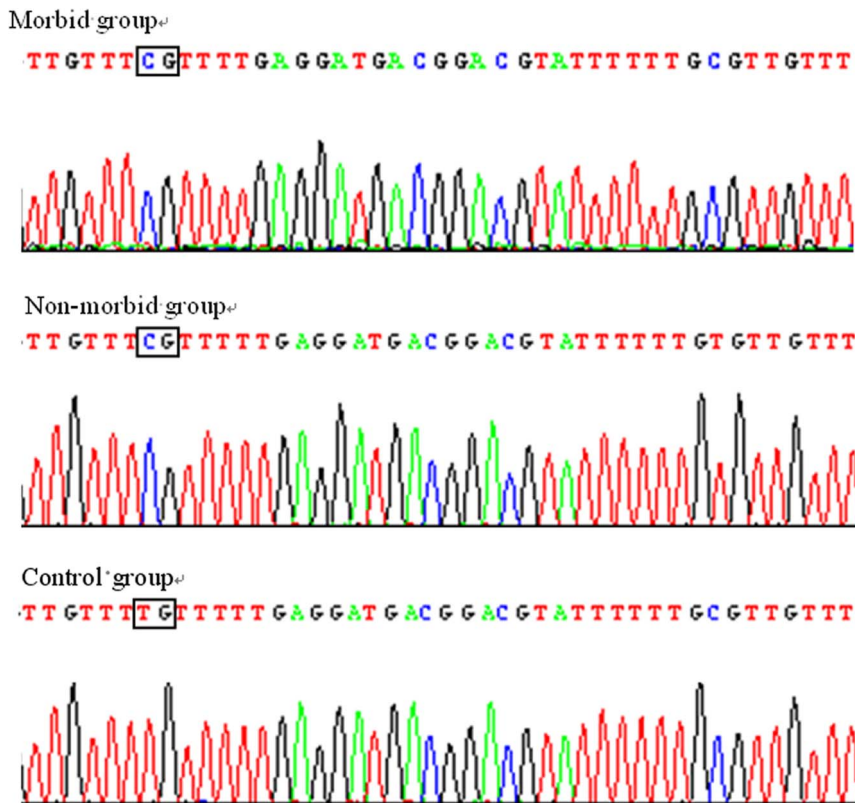 Morbid group
TTGTTTCGTTTTGAGGATGACGGACGTATTTTTTGCGTTGTTT
Non-morbid group
TTGTTTCGTTTTTGAGGATGACGGACGTATTTTTTGTGTTGTTT
Control group
TTGTTTTGTTTTTGAGGATGACGGACGTATTTTTTGCGTTGTTT